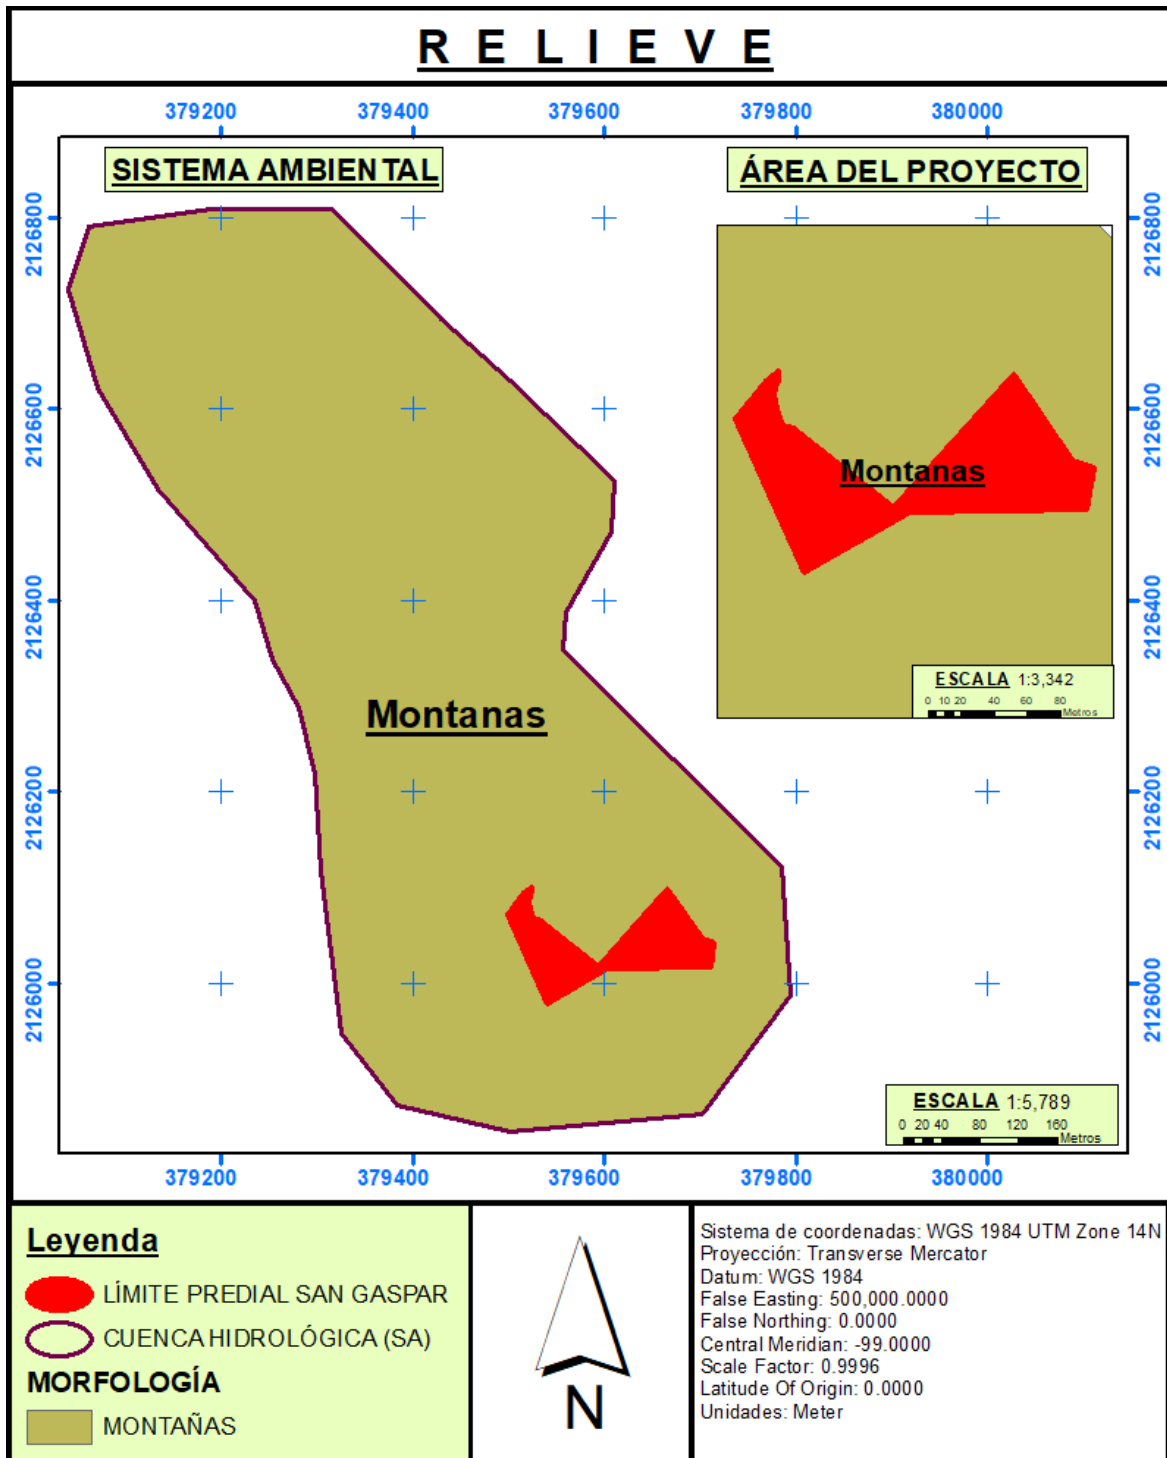 R E L I E V E
379200 379400 379600 379800 380000
SISTEMA AMBIENTAL
ÁREA DEL PROYECTO
2126800
2126600
2126400
2126200
2126000
2126800
2126600
2126400
2126200
2126000
Montanas
Montanas
ESCALA 1:3,342
0 10 20 40 60 80
Metros
ESCALA 1:5,789
0 20 40 80 120 160
Metros
379200 379400 379600 379800 380000
Leyenda
LÍMITE PREDIAL SAN GASPAR
CUENCA HIDROLÓGICA (SA)
MORFOLOGÍA
MONTAÑAS
N
Sistema de coordenadas: WGS 1984 UTM Zone 14N
Proyección: Transverse Mercator
Datum: WGS 1984
False Easting: 500,000.0000
False Northing: 0.0000
Central Meridian: -99.0000
Scale Factor: 0.9996
Latitude Of Origin: 0.0000
Unidades: Meter